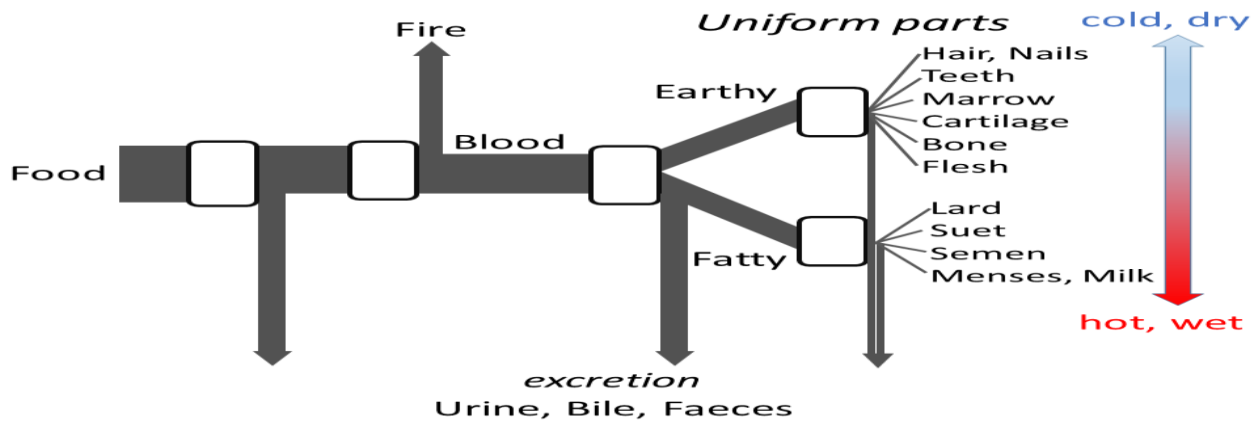 Uniform parts
cold, dry
Fire
Hair, Nails
Teeth
Earthy
Marrow
Cartilage
Blood
Bone
Food
Flesh
Lard
Suet
Fatty
Semen
Menses, Milk
hot, wet
excretion
Urine, Bile, Faeces